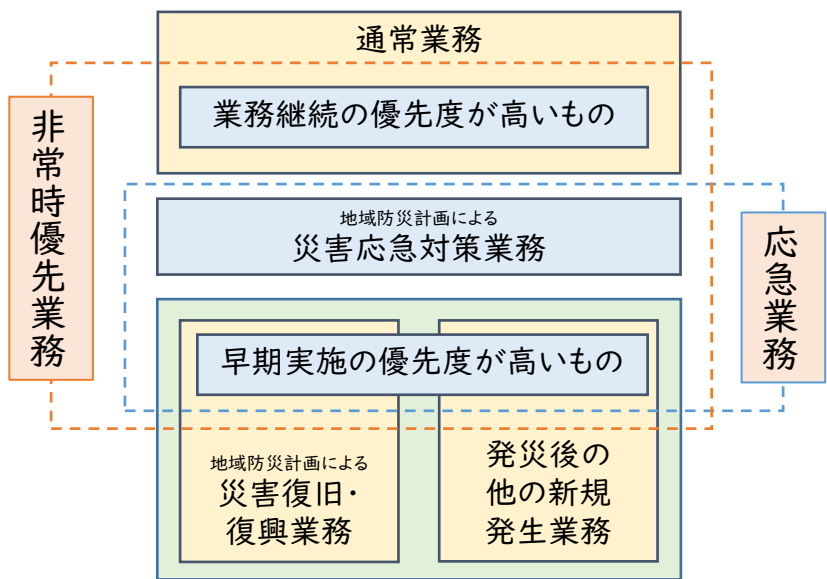 通常業務
業務継続の優先度が高いもの
非常時優先業務
地域防災計画による
災害応急対策業務
応急業務
早期実施の優先度が高いもの
地域防災計画による
災害復旧・
復興業務
発災後の
他の新規
発生業務